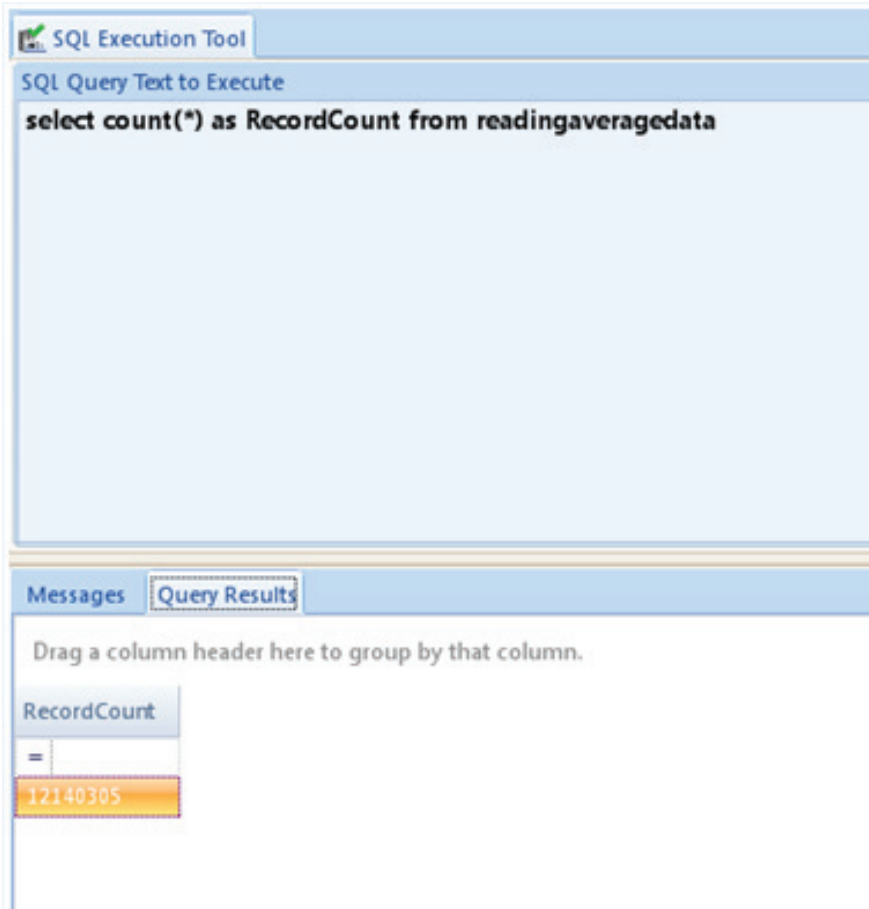 SQL Execution Tool
SQL Query Text to Execute
select count(*) as RecordCount from readingaveragedata
Messages Query Results
Drag a column header here to group by that column.
RecordCount
=
12140305